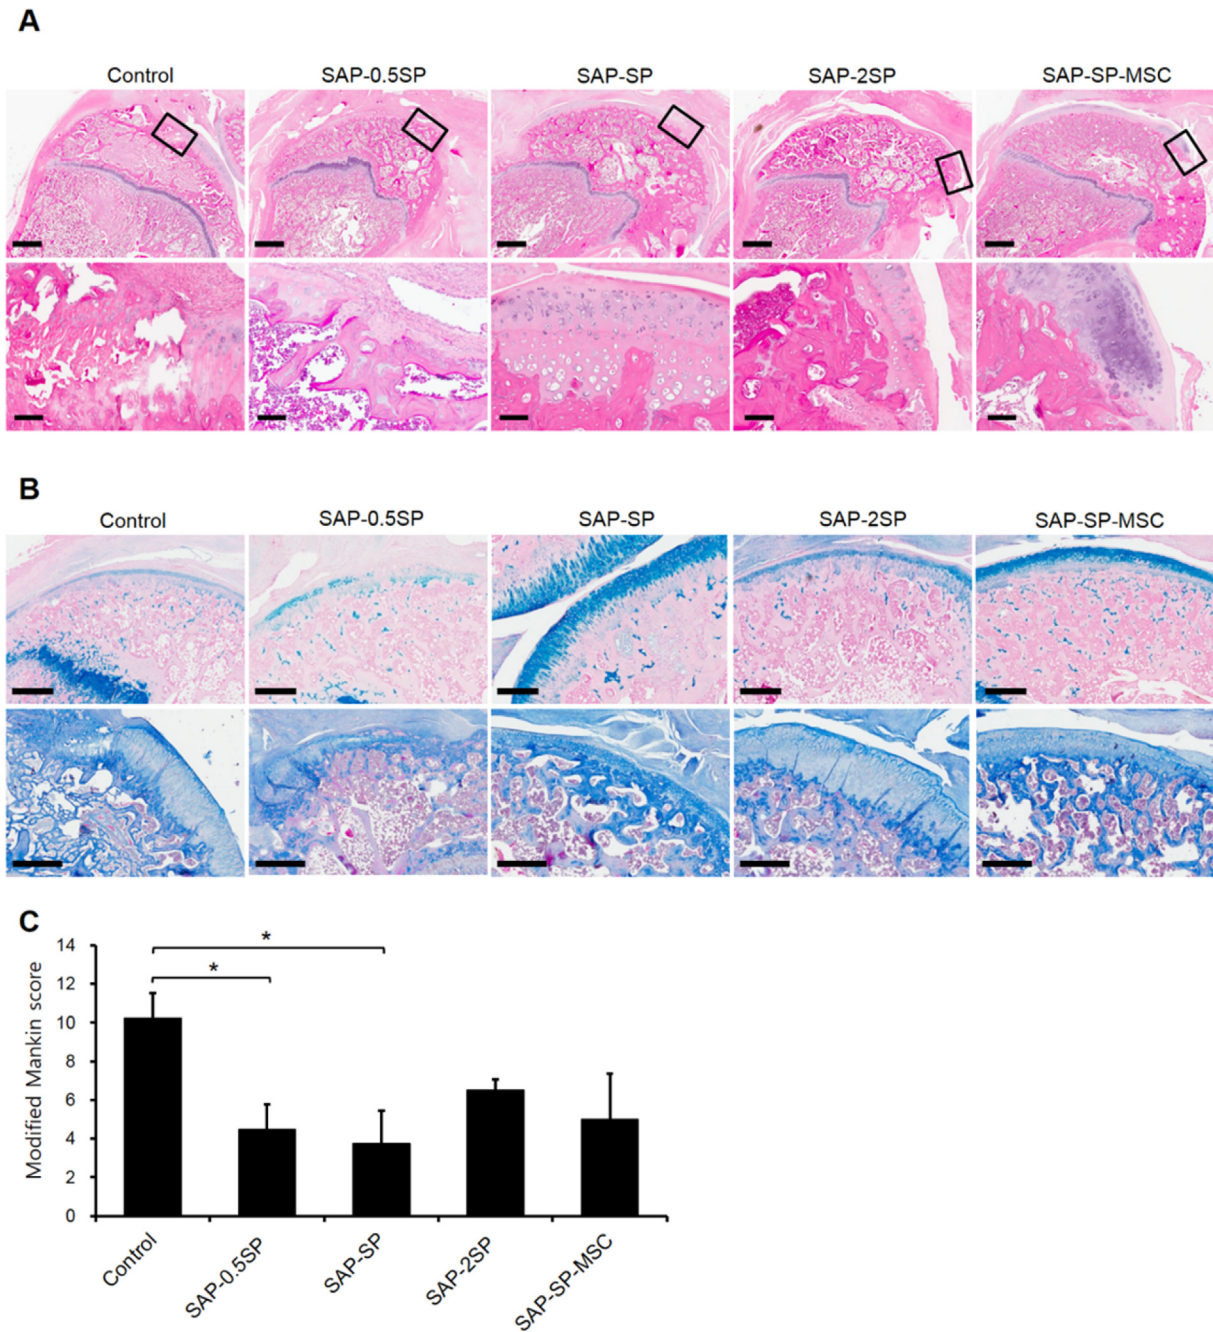 A
Control SAP-0.5SP SAP-SP SAP-2SP SAP-SP-MSC
B
Control SAP-0.5SP SAP-SP SAP-2SP SAP-SP-MSC
C
Modified Mankin score
14
12
10
8
6
4
2
0
*
*
Control SAP-0.5SP SAP-SP SAP-2SP SAP-SP-MSC